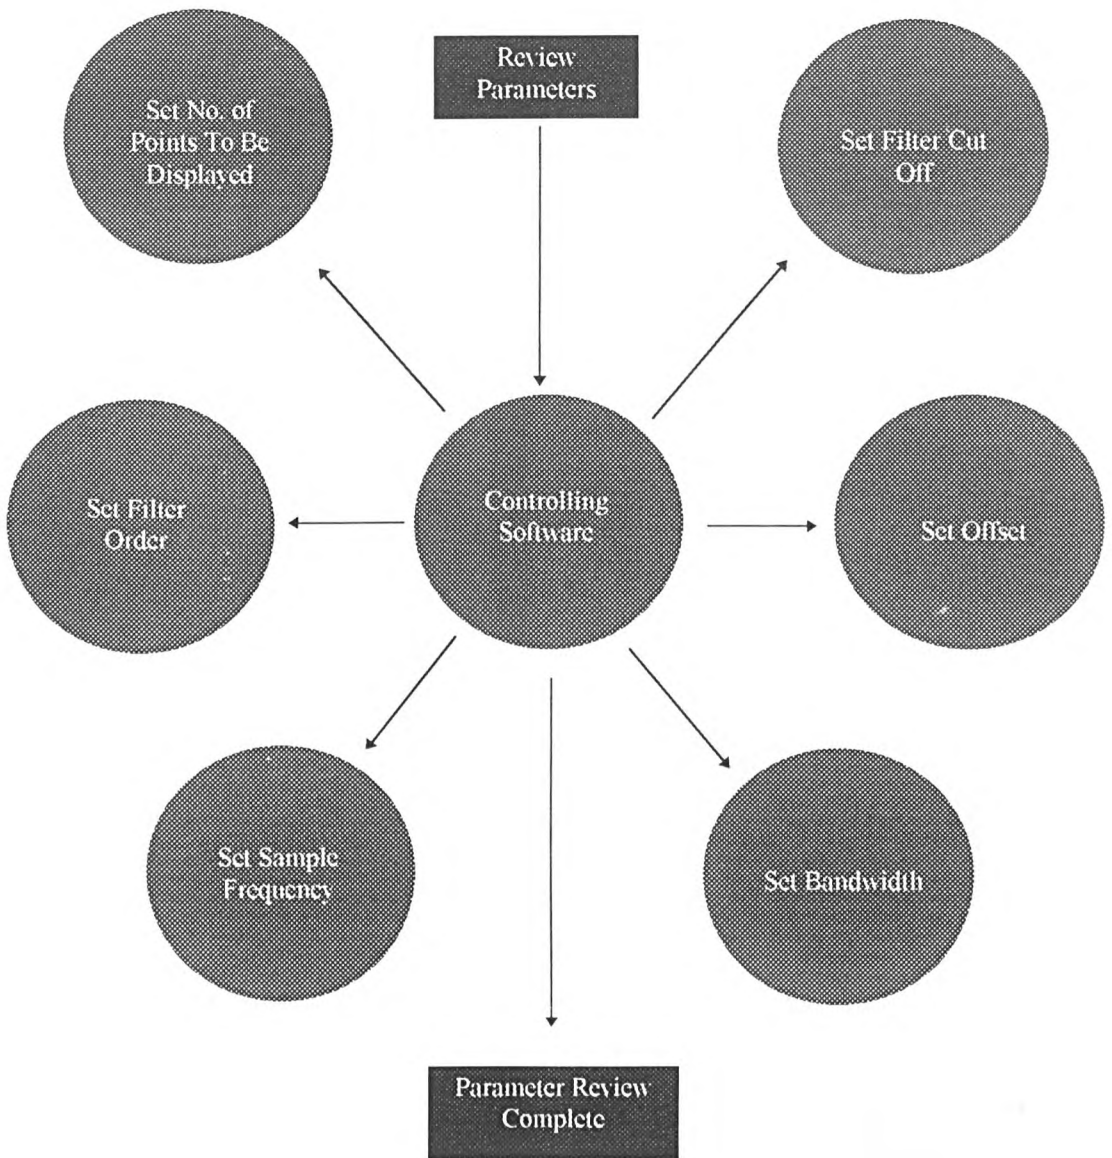 Review
Parameters
Set No. of
Points To Be
Displayed
Set Filter Cut
Off
Set Filter
Order
Controlling
Software
Set Offset
Set Sample
Frequency
Set Bandwidth
Parameter Review
Complete